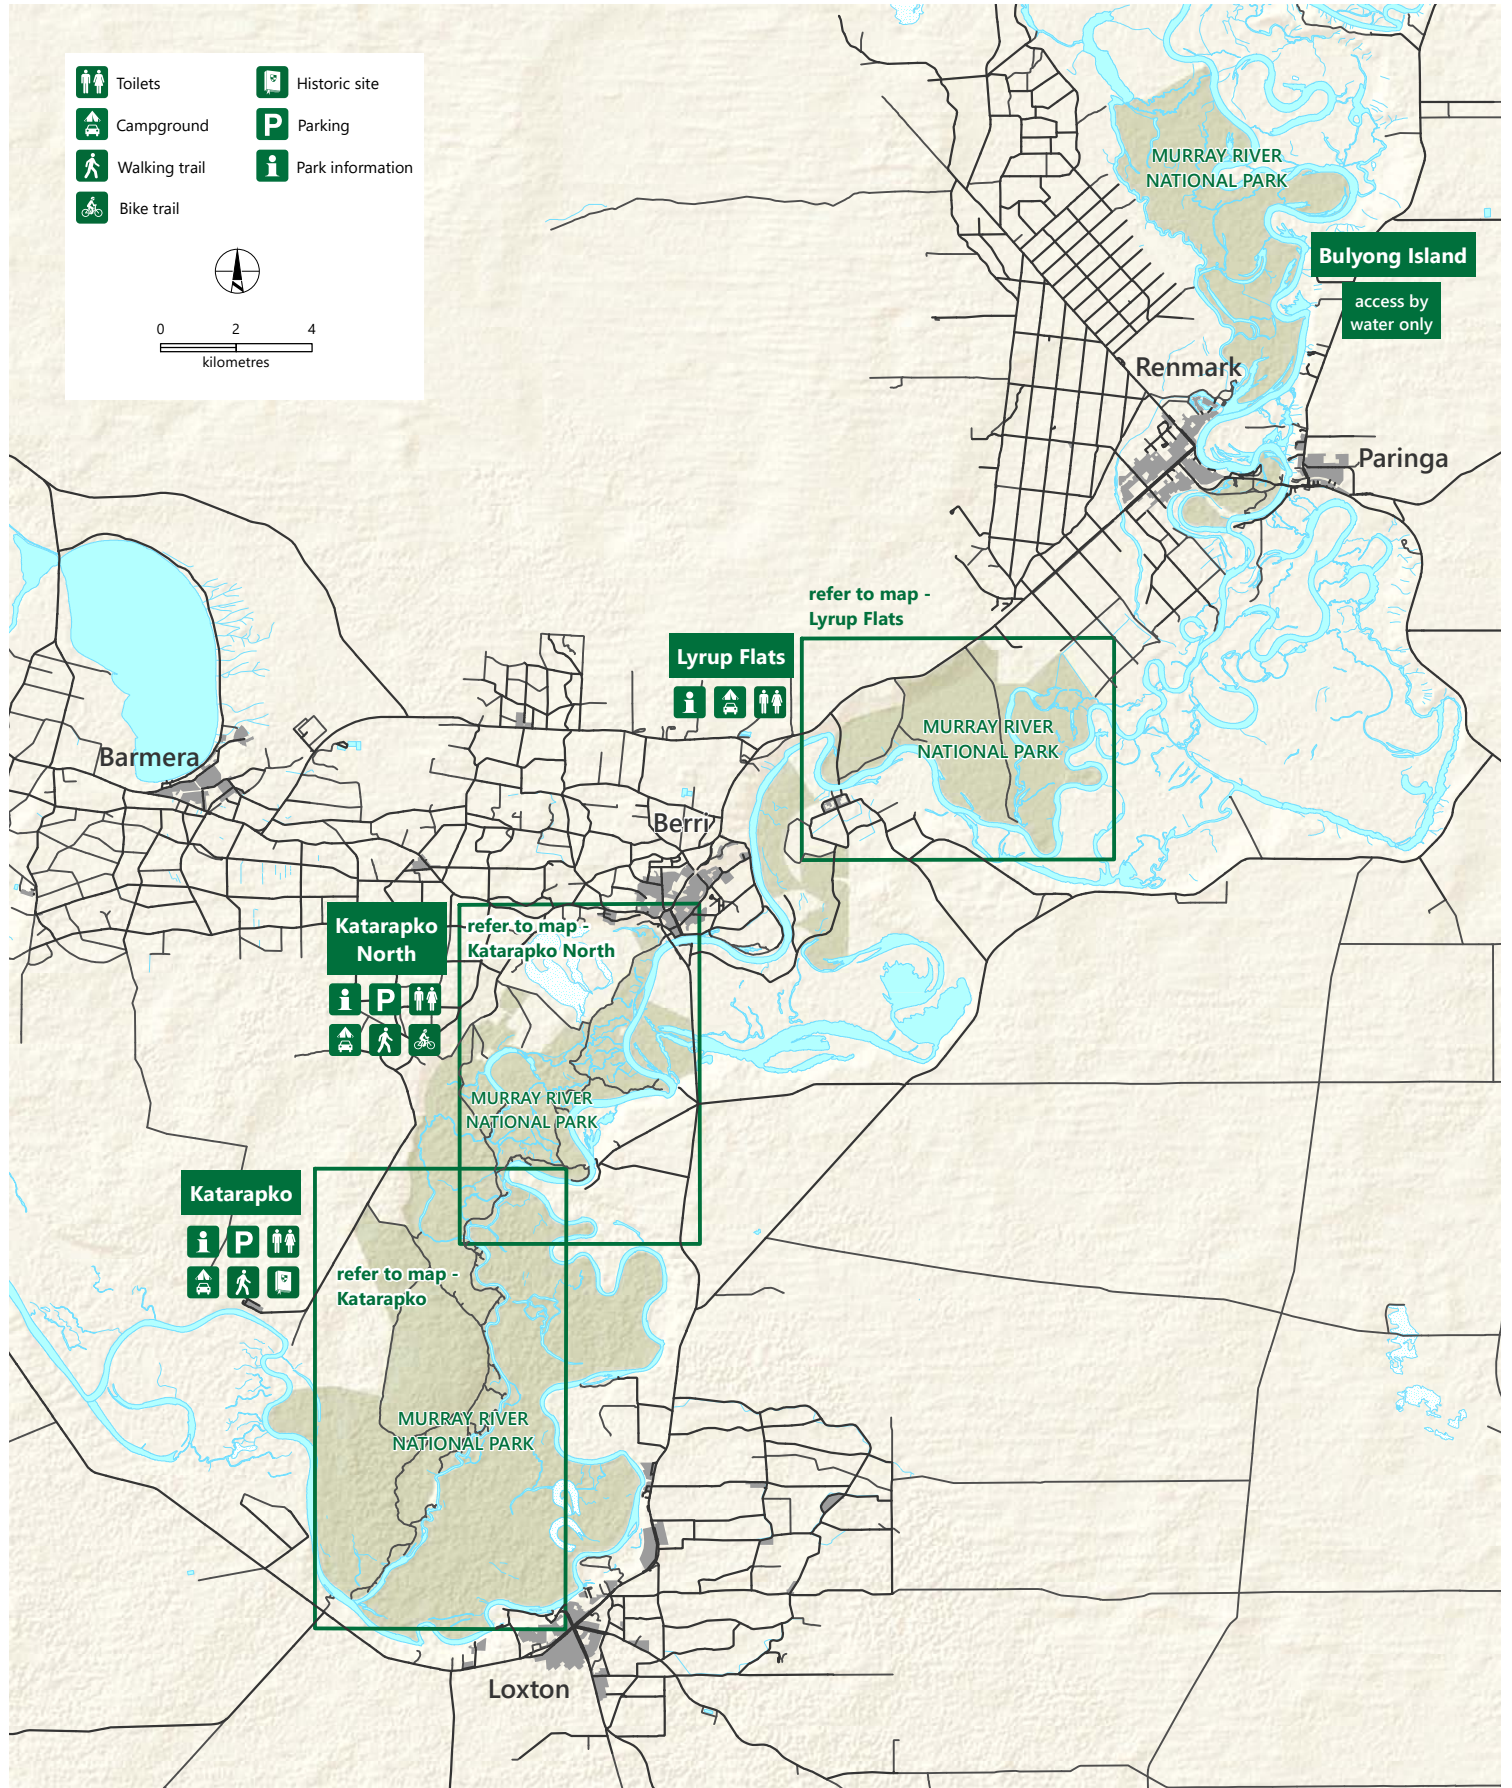 Toilets
Historic site
Campground
P
Parking
Walking trail
i
Park information
Bike trail
0 2 4
kilometres
MURRAY RIVER
NATIONAL PARK
Bulyong Island
access by
water only
Renmark
Paringa
refer to map -
Lyrup Flats
Lyrup Flats
i
MURRAY RIVER
NATIONAL PARK
Barmera
Berri
Katarapko
North
refer to map -
Katarapko North
i P
MURRAY RIVER
NATIONAL PARK
Katarapko
i P
refer to map -
Katarapko
MURRAY RIVER
NATIONAL PARK
Loxton